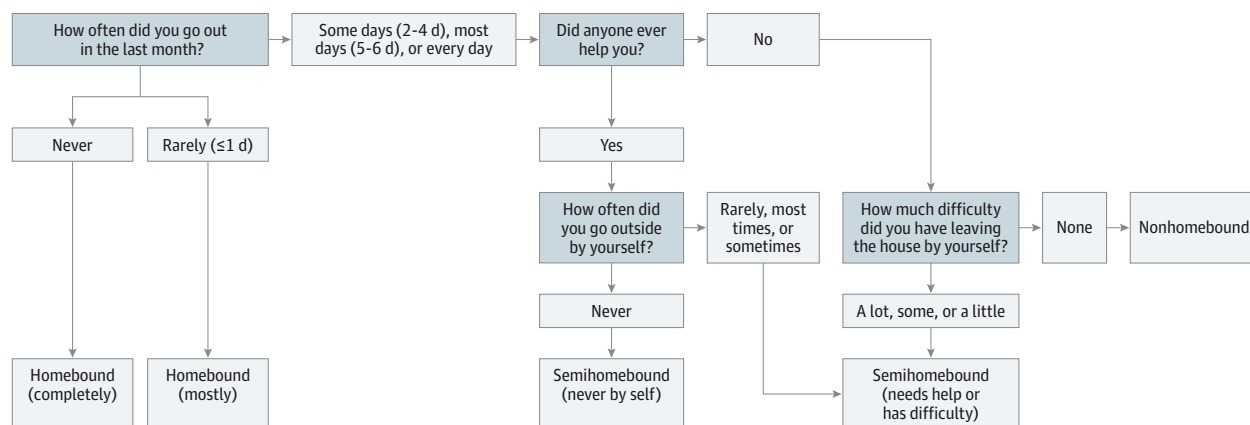 How often did you go out
in the last month?
Some days (2-4 d), most
days (5-6 d), or every day
Did anyone ever
help you?
No
Never
Rarely (≤1 d)
Yes
How often did
you go outside
by yourself?
Rarely, most
times, or
sometimes
How much difficulty
did you have leaving
the house by yourself?
None
Nonhomebound
Never
A lot, some, or a little
Homebound
(completely)
Homebound
(mostly)
Semihomebound
(never by self)
Semihomebound
(needs help or
has difficulty)